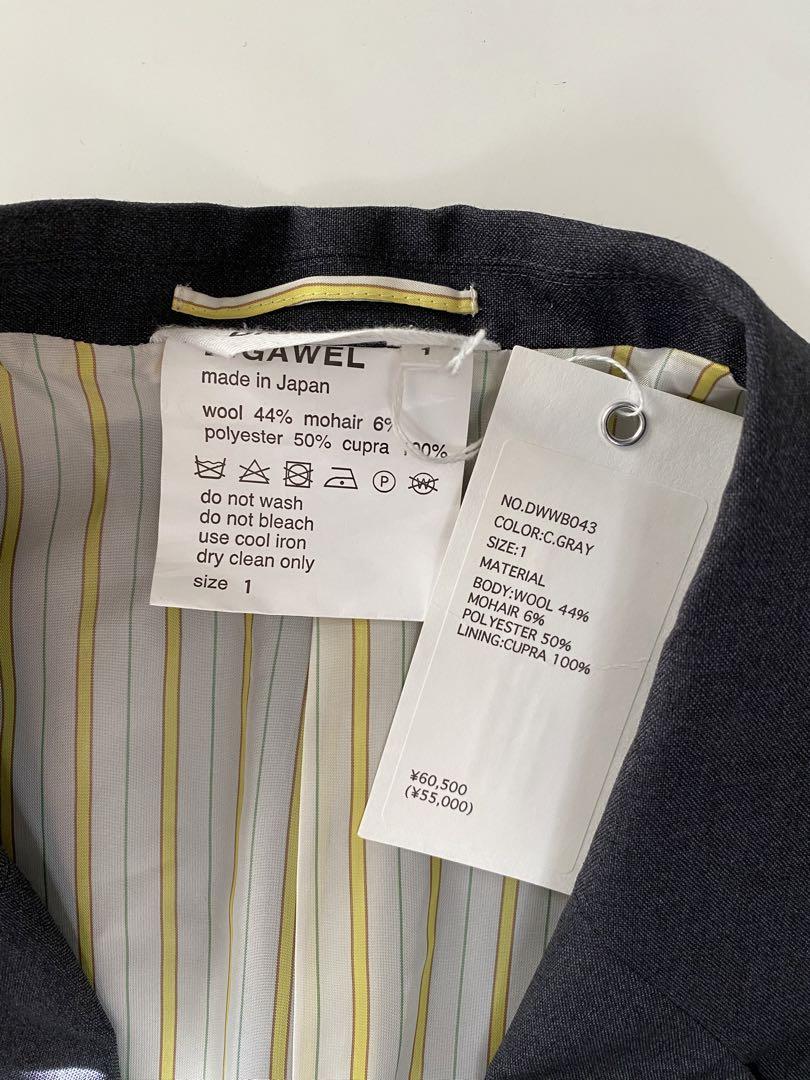 GAWEL
1
made in Japan
wool 44% mohair 6%
polyester 50% cupra 100%
P
W
do not wash
do not bleach
use cool iron
dry clean only
size 1
NO.DWWB043
COLOR:C.GRAY
SIZE:1
MATERIAL
BODY:WOOL 44%
MOHAIR 6%
POLYESTER 50%
LINING:CUPRA 100%
¥60,500
(¥55,000)